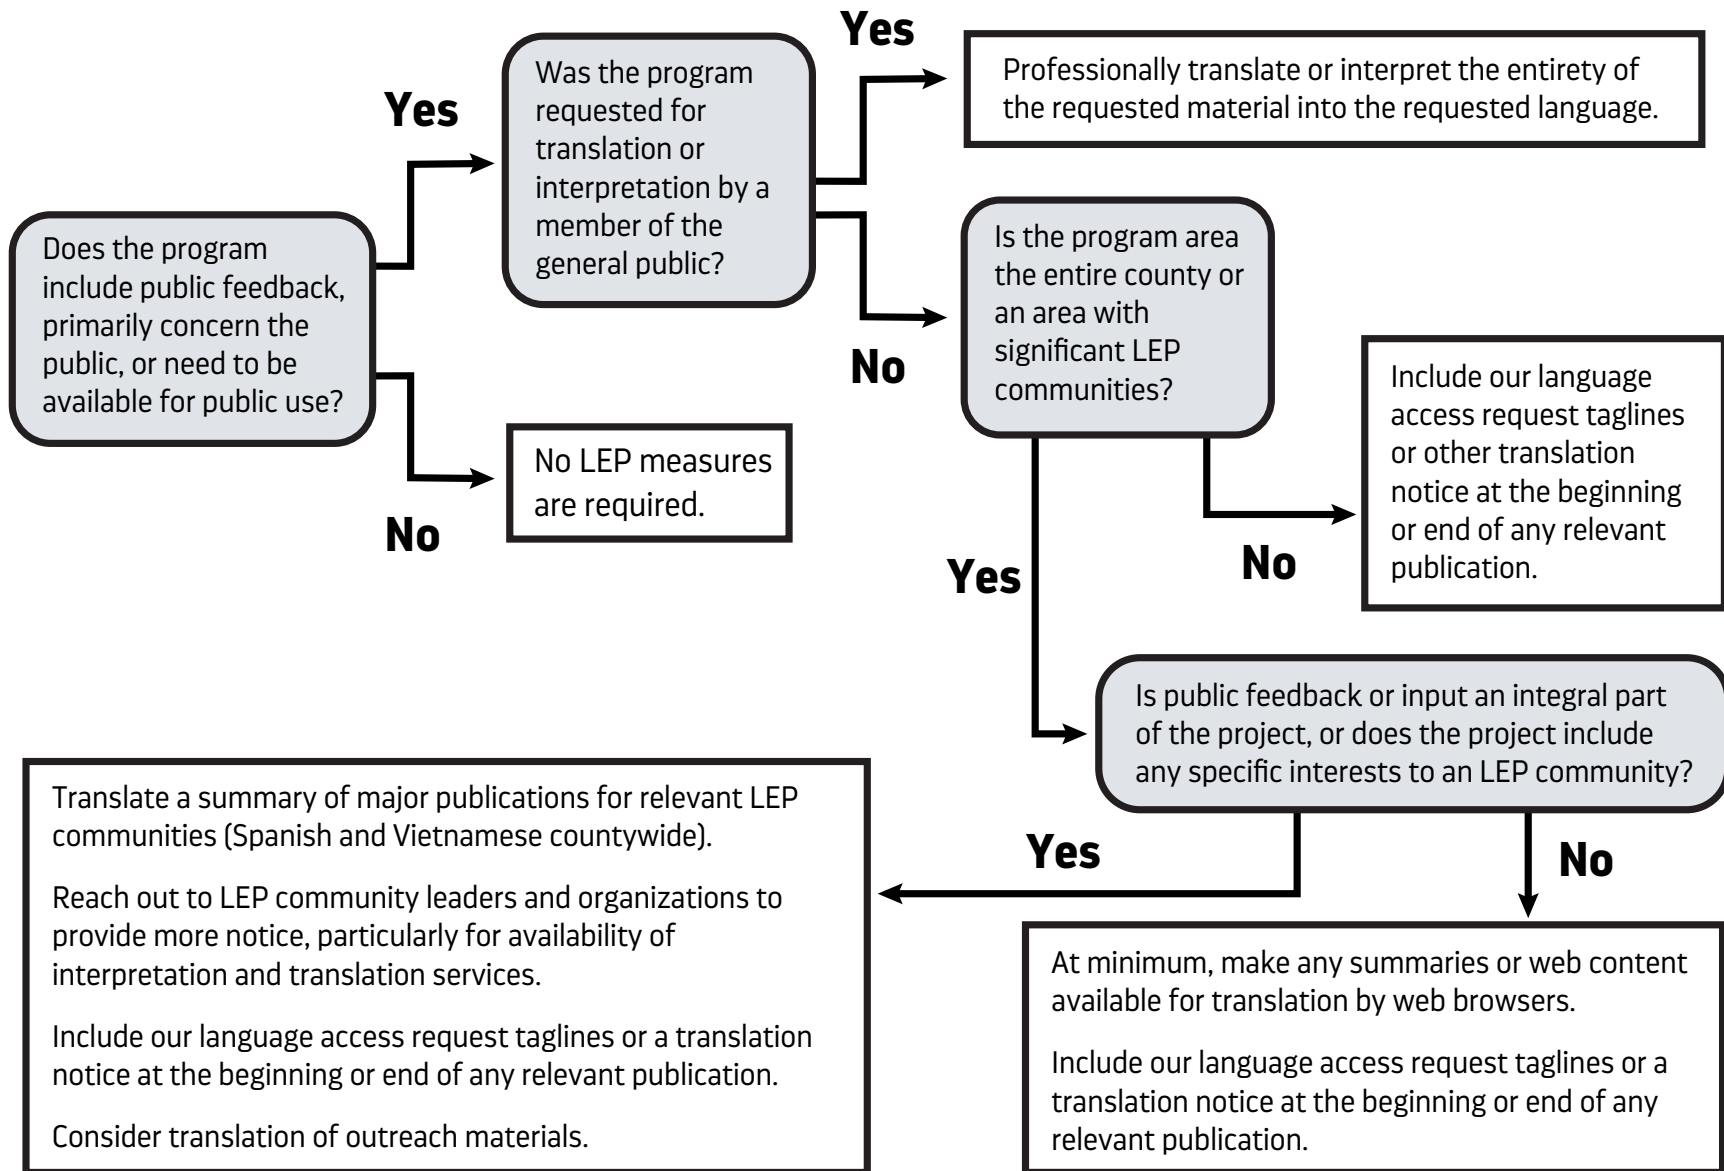 Does the program
include public feedback,
primarily concern the
public, or need to be
available for public use?
Yes
No
Was the program
requested for
translation or
interpretation by a
member of the
general public?
No LEP measures
are required.
Yes
No
Professionally translate or interpret the entirety of
the requested material into the requested language.
Is the program area
the entire county or
an area with
significant LEP
communities?
Yes
No
Include our language
access request taglines
or other translation
notice at the beginning
or end of any relevant
publication.
Is public feedback or input an integral part
of the project, or does the project include
any specific interests to an LEP community?
Yes
No
Translate a summary of major publications for relevant LEP
communities (Spanish and Vietnamese countywide).
Reach out to LEP community leaders and organizations to
provide more notice, particularly for availability of
interpretation and translation services.
Include our language access request taglines or a translation
notice at the beginning or end of any relevant publication.
Consider translation of outreach materials.
At minimum, make any summaries or web content
available for translation by web browsers.
Include our language access request taglines or a
translation notice at the beginning or end of any
relevant publication.